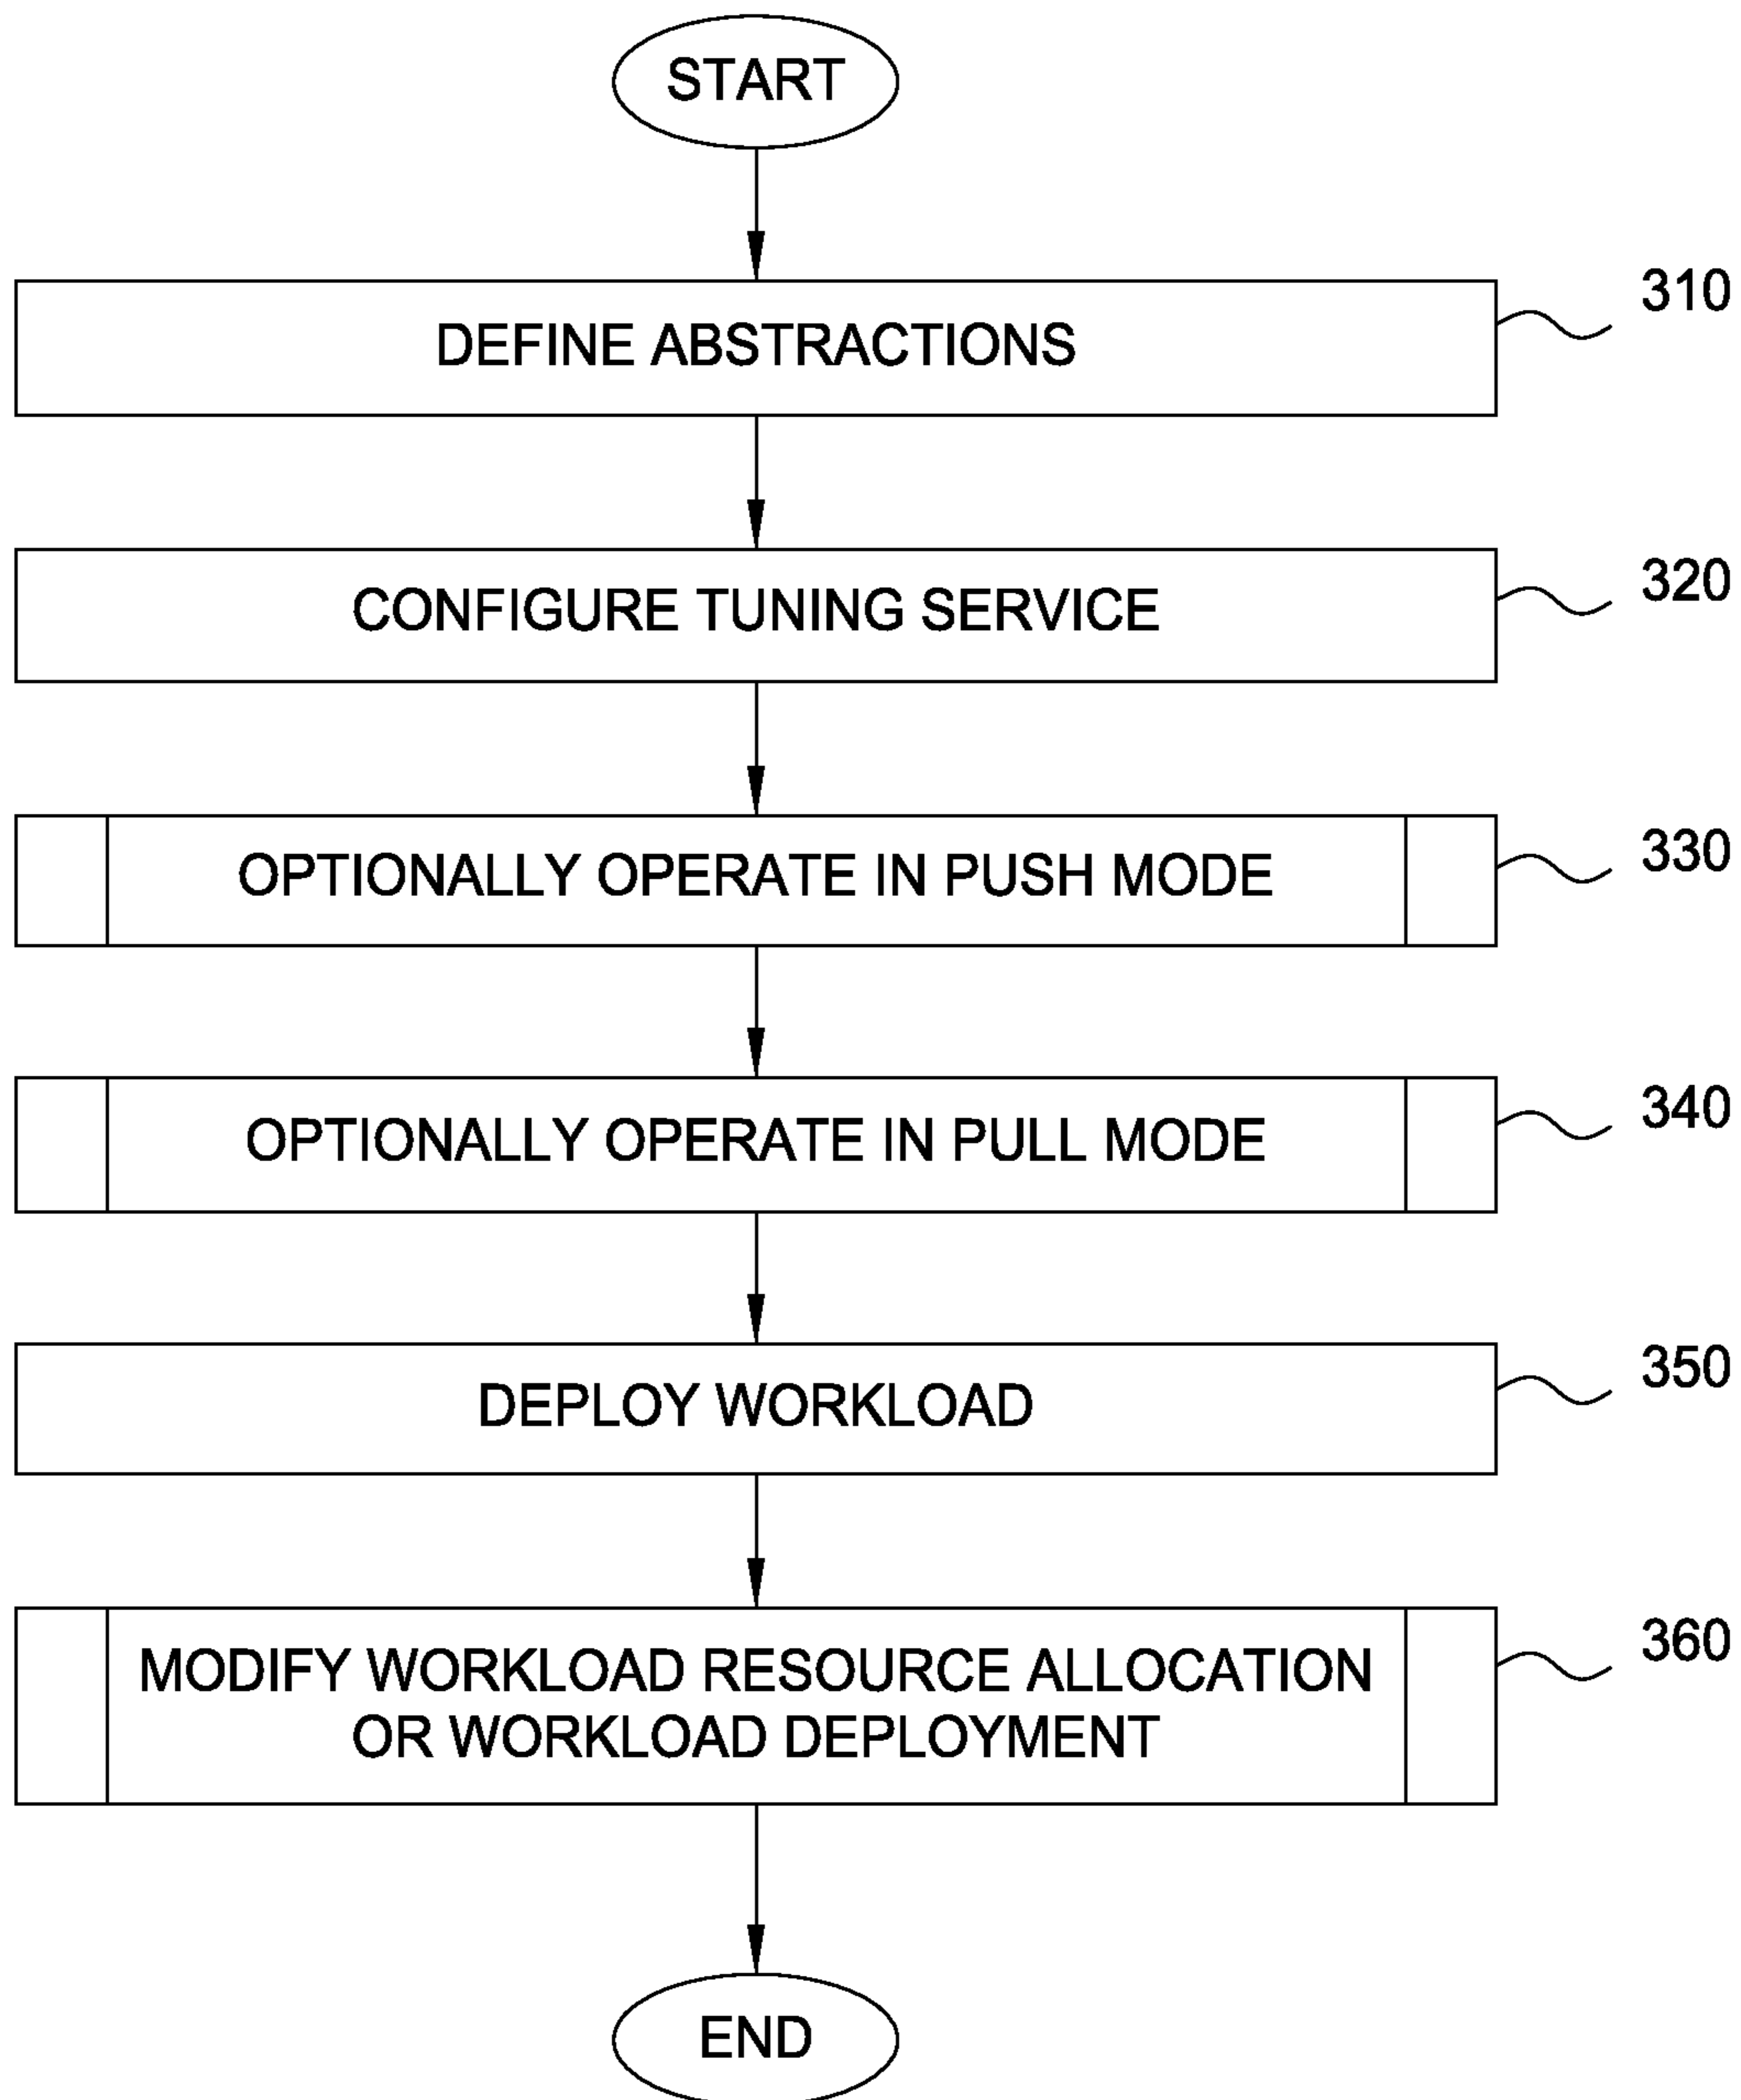 START
DEFINE ABSTRACTIONS
310
CONFIGURE TUNING SERVICE
320
OPTIONALLY OPERATE IN PUSH MODE
330
OPTIONALLY OPERATE IN PULL MODE
340
DEPLOY WORKLOAD
350
MODIFY WORKLOAD RESOURCE ALLOCATION
OR WORKLOAD DEPLOYMENT
360
END